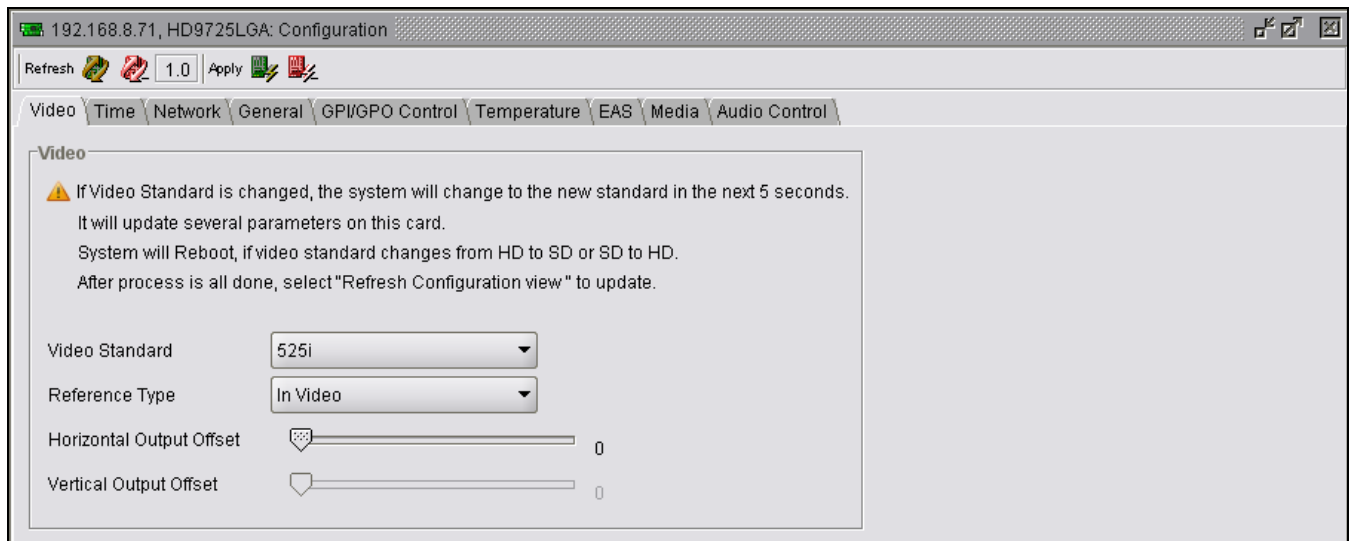 192.168.8.71, HD9725LGA: Configuration
Refresh 1.0 Apply
Video Time Network General GPI/GPO Control Temperature EAS Media Audio Control
Video
If Video Standard is changed, the system will change to the new standard in the next 5 seconds.
It will update several parameters on this card.
System will Reboot, if video standard changes from HD to SD or SD to HD.
After process is all done, select "Refresh Configuration view" to update.
Video Standard 525i
Reference Type In Video
Horizontal Output Offset 0
Vertical Output Offset 0